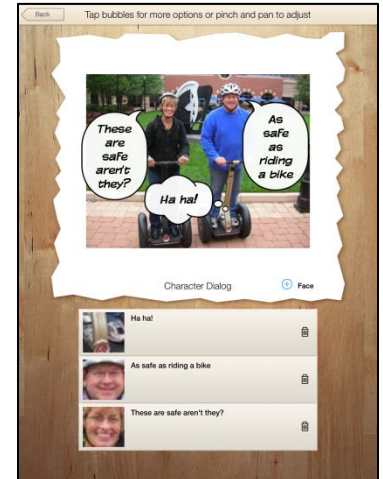 Back
Tap bubbles for more options or pinch and pan to adjust
These
are
safe
aren't
they?
As
safe
as
riding
a bike
Ha ha!
Character Dialog
Face
Ha ha!
As safe as riding a bike
These are safe aren't they?